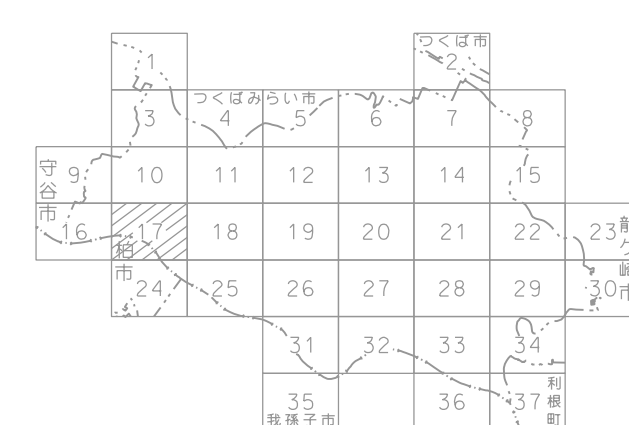 つくば市
1 2
つくばみらい市
3 4 5 6 7 8
守谷市
9 10 11 12 13 14 15
16 17 18 19 20 21 22 23
柏市
龍ケ崎市
24 25 26 27 28 29 30
31 32 33 34
35 36 37
我孫子市
利根町